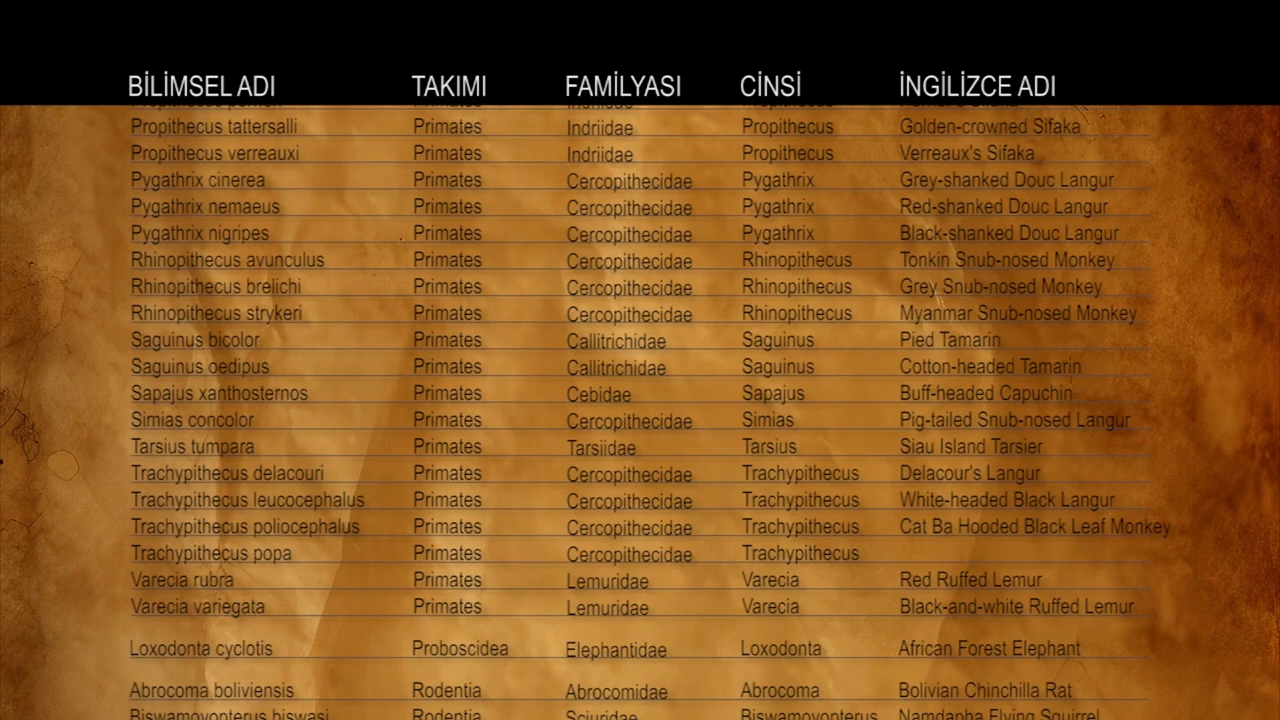 BİLİMSEL ADI TAKIMI FAMİLYASI CİNSİ İNGİLİZCE ADI
Propithecus tattersalli Primates Indriidae Propithecus Golden-crowned Sifaka
Propithecus verreauxi Primates Indriidae Propithecus Verreaux's Sifaka
Pygathrix cinerea Primates Cercopithecidae Pygathrix Grey-shanked Douc Langur
Pygathrix nemaeus Primates Cercopithecidae Pygathrix Red-shanked Douc Langur
Pygathrix nigripes Primates Cercopithecidae Pygathrix Black-shanked Douc Langur
Rhinopithecus avunculus Primates Cercopithecidae Rhinopithecus Tonkin Snub-nosed Monkey
Rhinopithecus brelichi Primates Cercopithecidae Rhinopithecus Grey Snub-nosed Monkey
Rhinopithecus strykeri Primates Cercopithecidae Rhinopithecus Myanmar Snub-nosed Monkey
Saguinus bicolor Primates Callitrichidae Saguinus Pied Tamarin
Saguinus oedipus Primates Callitrichidae Saguinus Cotton-headed Tamarin
Sapajus xanthosternos Primates Cebidae Sapajus Buff-headed Capuchin
Simias concolor Primates Cercopithecidae Simias Pig-tailed Snub-nosed Langur
Tarsius tumpara Primates Tarsiidae Tarsius Siau Island Tarsier
Trachypithecus delacouri Primates Cercopithecidae Trachypithecus Delacour's Langur
Trachypithecus leucocephalus Primates Cercopithecidae Trachypithecus White-headed Black Langur
Trachypithecus poliocephalus Primates Cercopithecidae Trachypithecus Cat Ba Hooded Black Leaf Monkey
Trachypithecus popa Primates Cercopithecidae Trachypithecus
Varecia rubra Primates Lemuridae Varecia Red Ruffed Lemur
Varecia variegata Primates Lemuridae Varecia Black-and-white Ruffed Lemur
Loxodonta cyclotis Proboscidea Elephantidae Loxodonta African Forest Elephant
Abrocoma boliviensis Rodentia Abrocomidae Abrocoma Bolivian Chinchilla Rat
Biswamoyopterus biswasi Rodentia Sciuridae Biswamoyopterus Namdapha Flying Squirrel